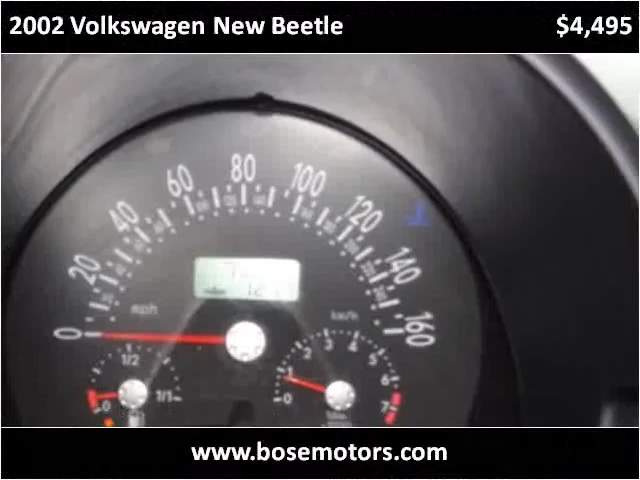 2002 Volkswagen New Beetle $4,495
80
60 100
40 120
20 140
mph km/h
0 160
1/2 2 3 4 5
1 6
0 1/1 0 7
www.bosemotors.com